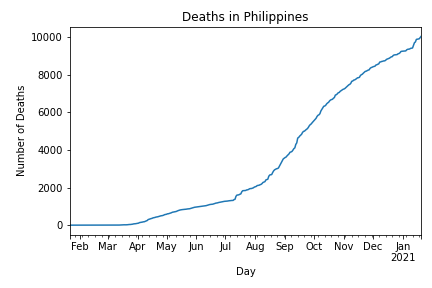 Deaths in Philippines
10000
8000
6000
4000
2000
0
Number of Deaths
Feb Mar Apr May Jun Jul Aug Sep Oct Nov Dec Jan
2021
Day